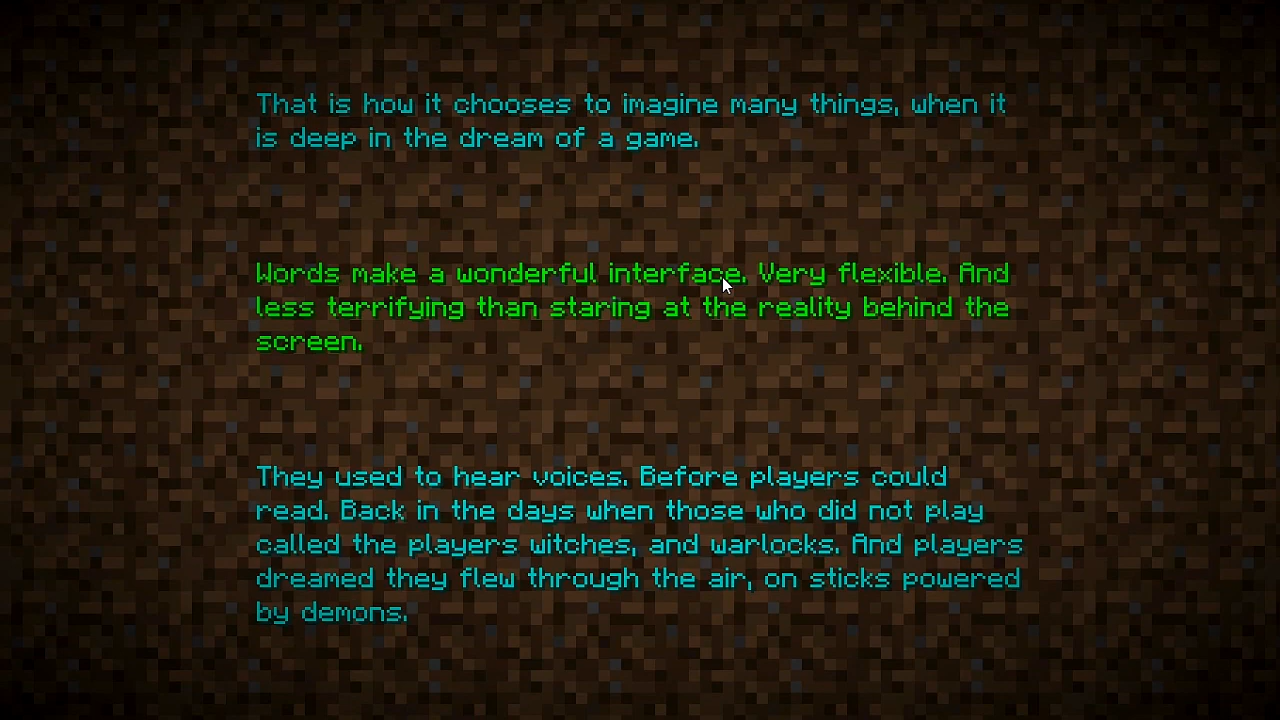 That is how it chooses to imagine many things, when it
is deep in the dream of a game.
Words make a wonderful interface. Very flexible. And
less terrifying than staring at the reality behind the
screen.
They used to hear voices. Before players could
read. Back in the days when those who did not play
called the players witches, and warlocks. And players
dreamed they flew through the air, on sticks powered
by demons.